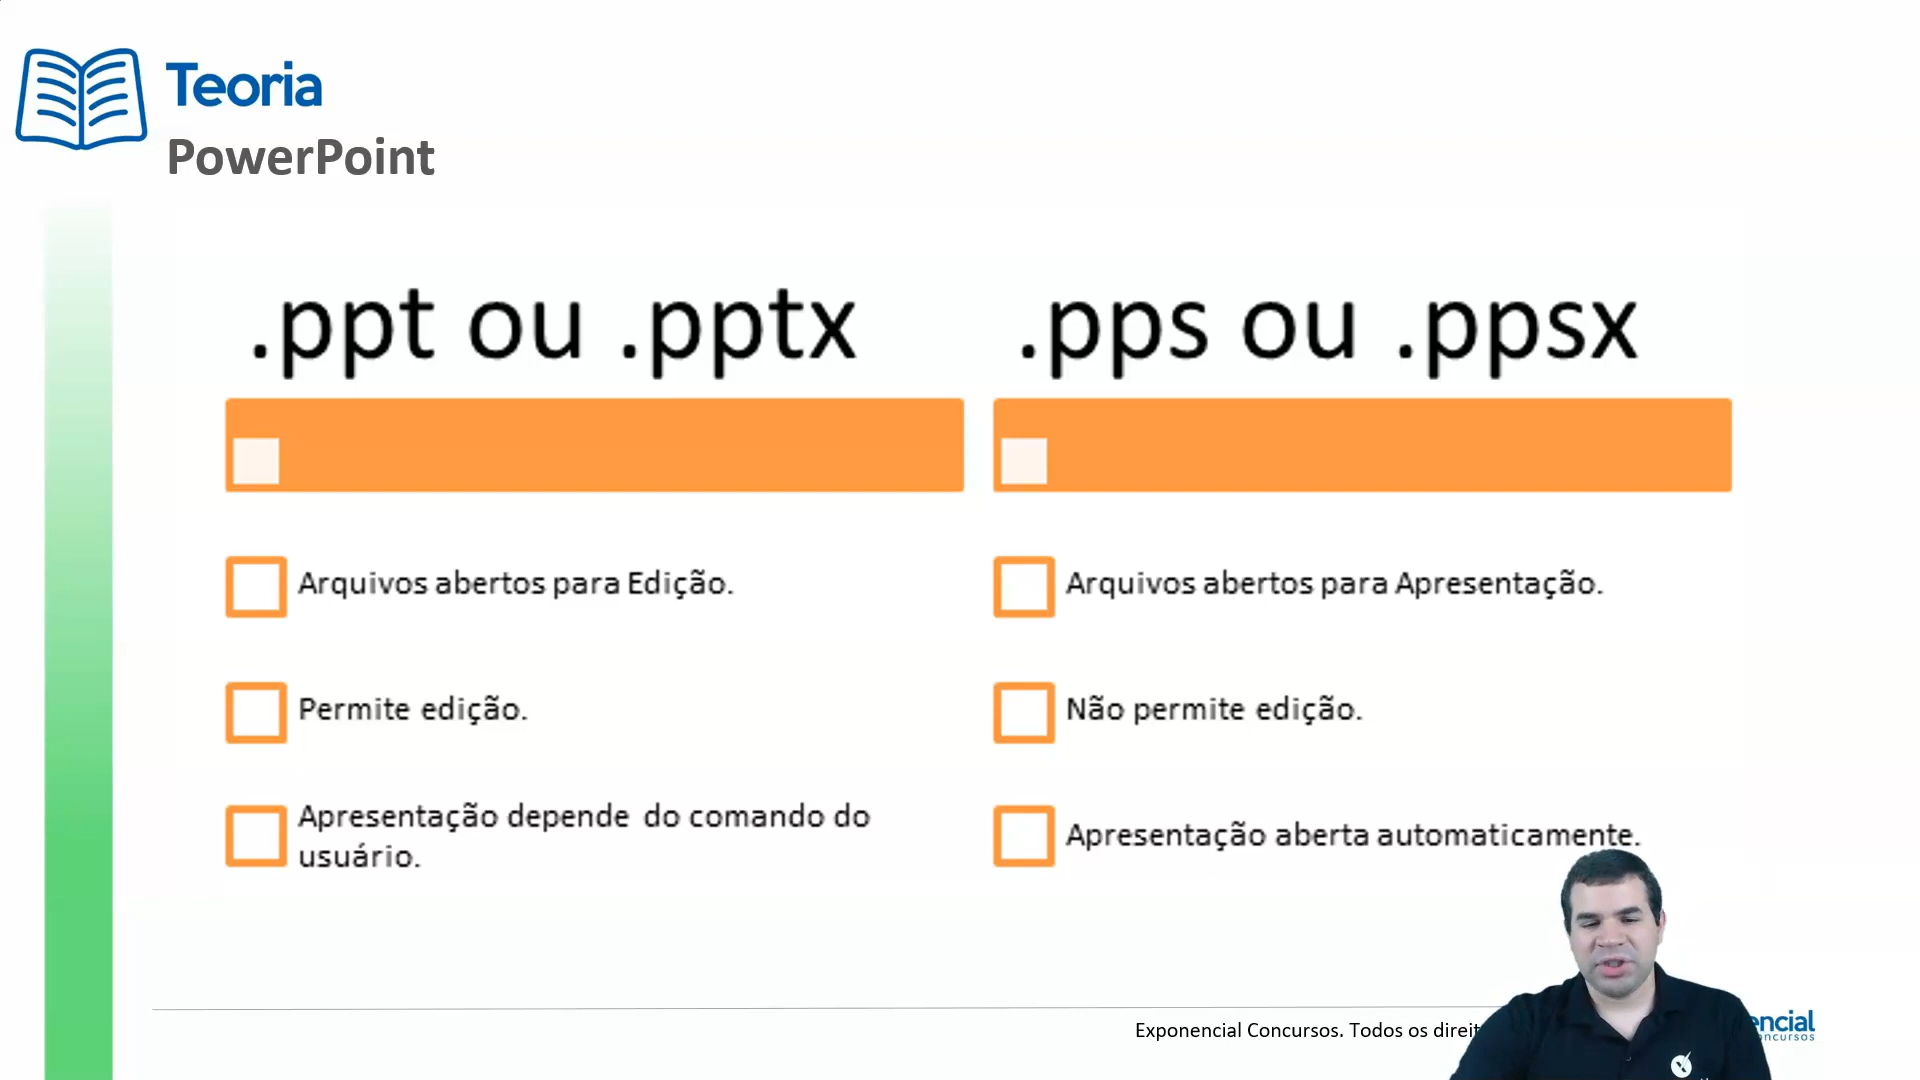 Teoria
PowerPoint
.ppt ou .pptx
Arquivos abertos para Edição.
Permite edição.
Apresentação depende do comando do
usuário.
.pps ou .ppsx
Arquivos abertos para Apresentação.
Não permite edição.
Apresentação aberta automaticamente.
Exponencial Concursos. Todos os